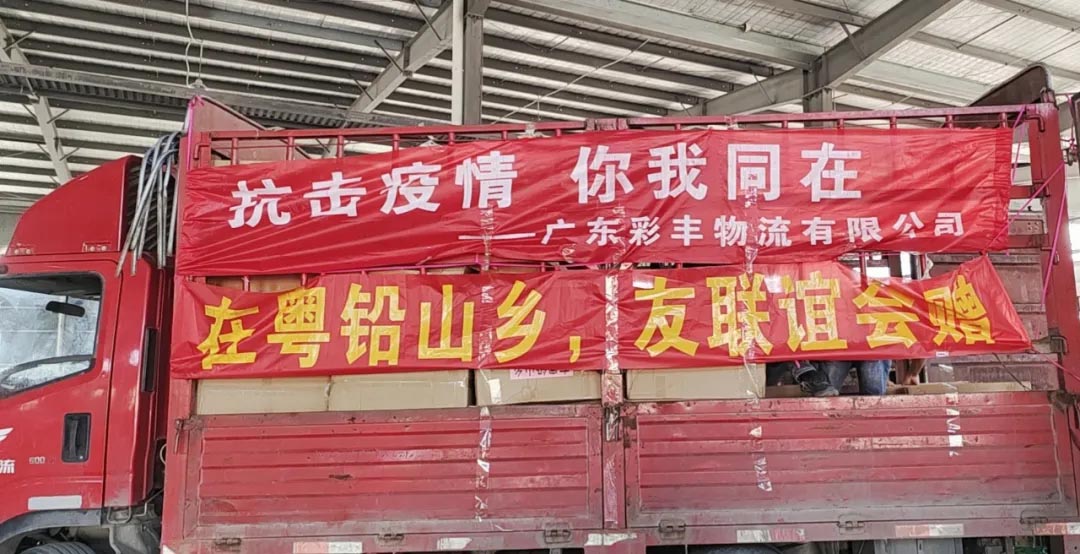 抗击疫情 你我同在
——广东彩丰物流有限公司
在粤铅山乡，友联谊会赠
流